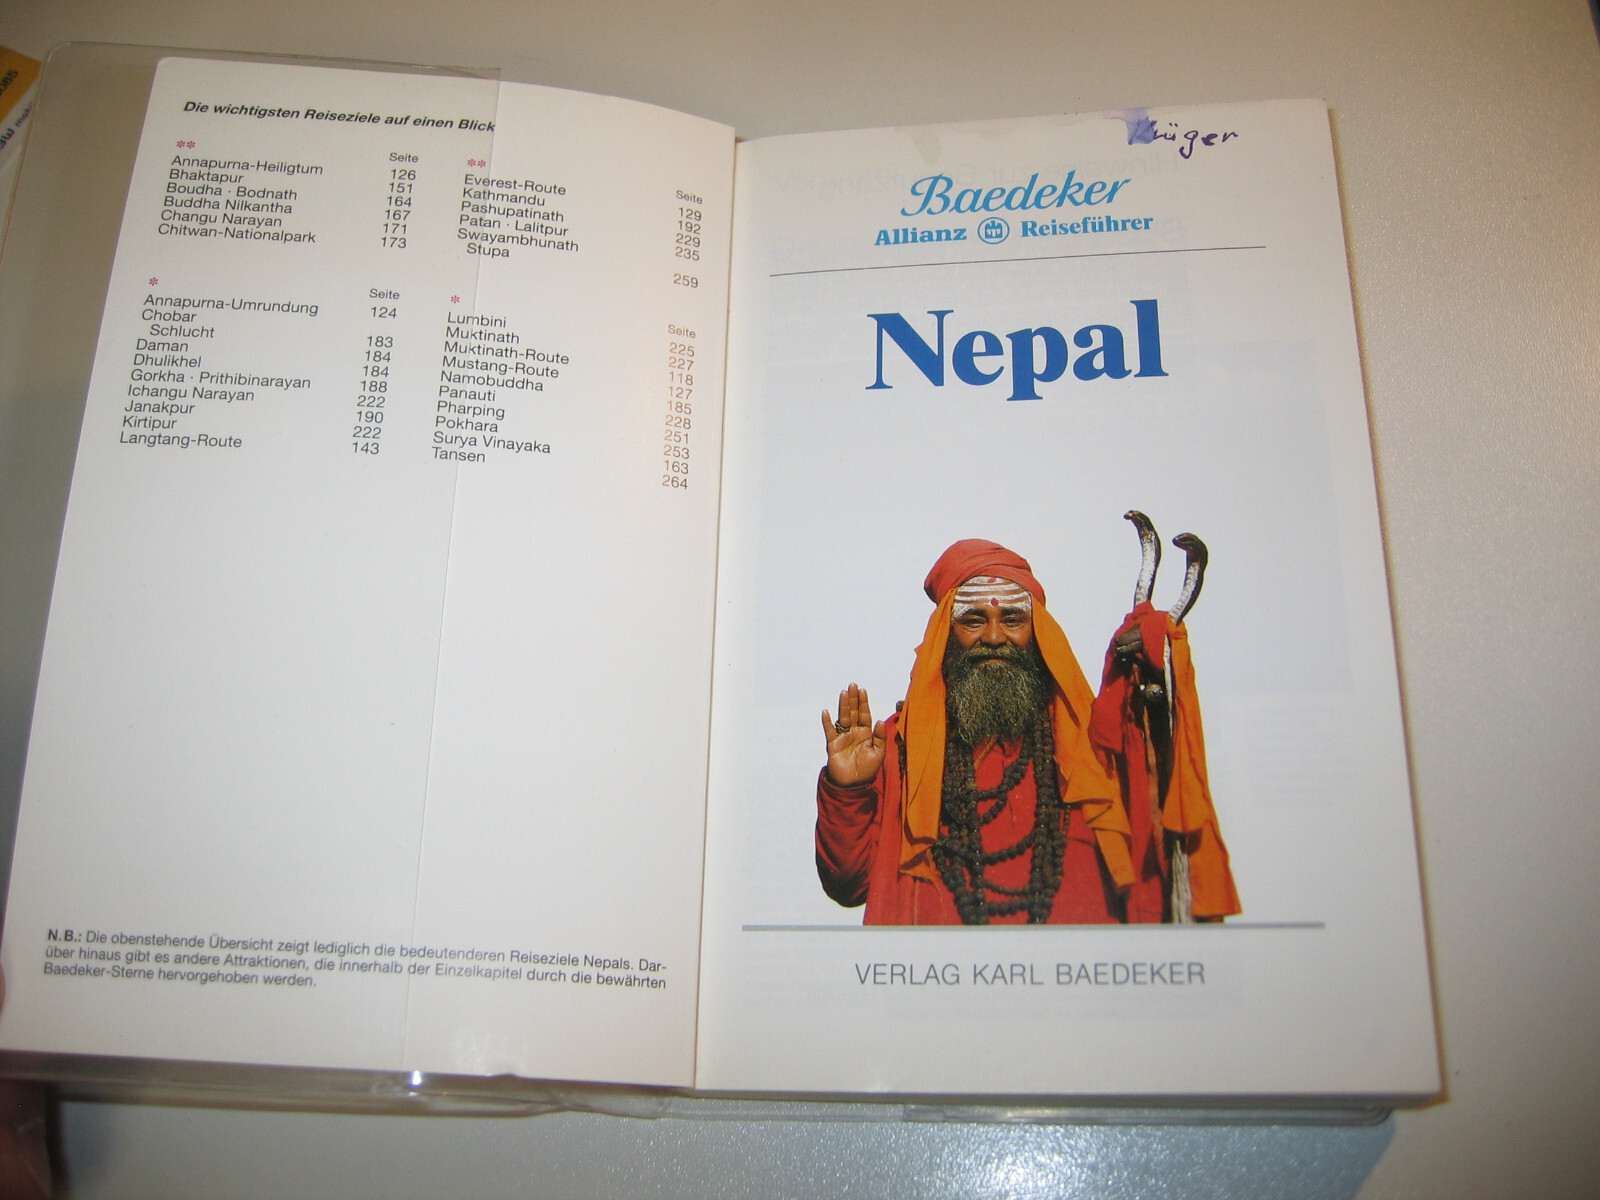 Die wichtigsten Reiseziele auf einen Blick
** Seite
Annapurna-Heiligtum 126
Bhaktapur 151
Boudha · Bodnath 164
Buddha Nilkantha 167
Changu Narayan 171
Chitwan-Nationalpark 173
** Seite
Everest-Route 129
Kathmandu 192
Pashupatinath 229
Patan · Lalitpur 235
Swayambhunath
Stupa 259
* Seite
Annapurna-Umrundung 124
Chobar
Schlucht 183
Daman 184
Dhulikhel 184
Gorkha · Prithibinarayan 188
Ichangu Narayan 222
Janakpur 190
Kirtipur 222
Langtang-Route 143
* Seite
Lumbini 225
Muktinath 227
Muktinath-Route 118
Mustang-Route 127
Namobuddha 185
Panauti 228
Pharping 251
Pokhara 253
Surya Vinayaka 163
Tansen 264
N.B.: Die obenstehende Übersicht zeigt lediglich die bedeutenderen Reiseziele Nepals. Dar-
über hinaus gibt es andere Attraktionen, die innerhalb der Einzelkapitel durch die bewährten
Baedeker-Sterne hervorgehoben werden.
Krüger
Baedeker
Allianz Reiseführer
Nepal
VERLAG KARL BAEDEKER